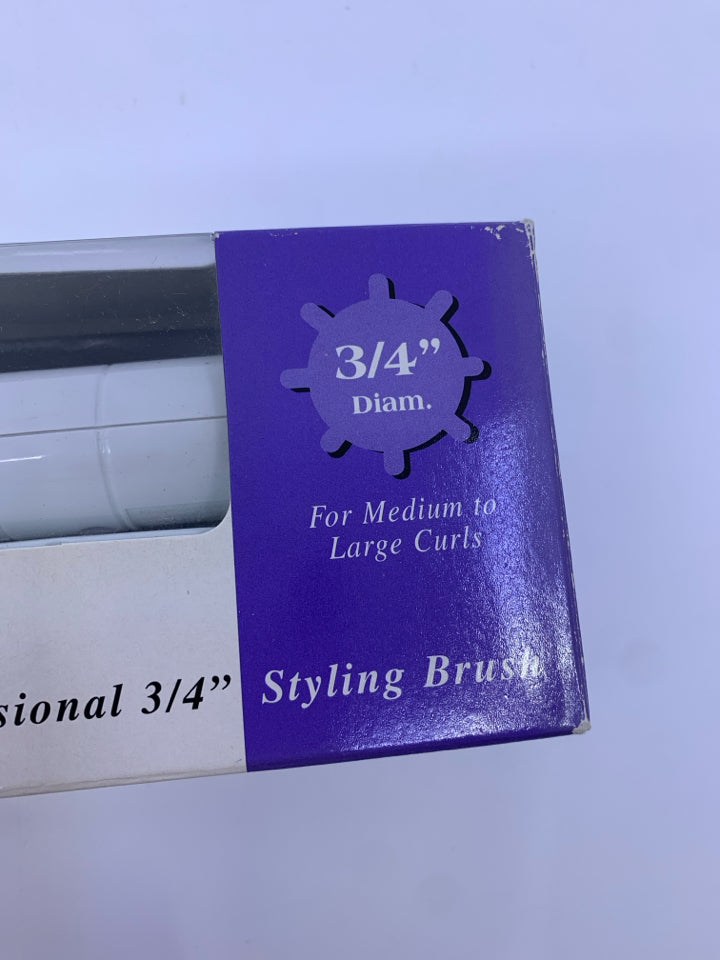 3/4”
Diam.
For Medium to
Large Curls
sional 3/4” Styling Brush